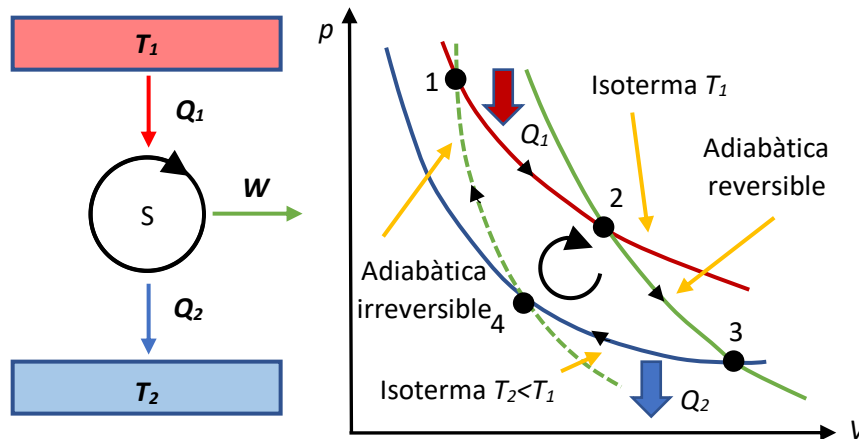 T1
Q1
S
W
Q2
T2
p
1
Q1
Isoterma T1
Adiabàtica
reversible
2
Adiabàtica
irreversible
4
3
Isoterma T2<T1
Q2
V